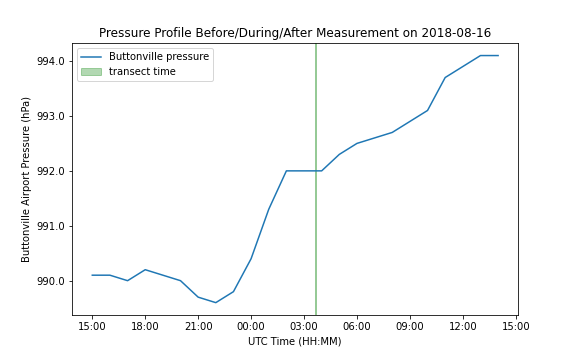 Pressure Profile Before/During/After Measurement on 2018-08-16
Buttonville pressure
transect time
Buttonville Airport Pressure (hPa)
994.0
993.0
992.0
991.0
990.0
15:00 18:00 21:00 00:00 03:00 06:00 09:00 12:00 15:00
UTC Time (HH:MM)